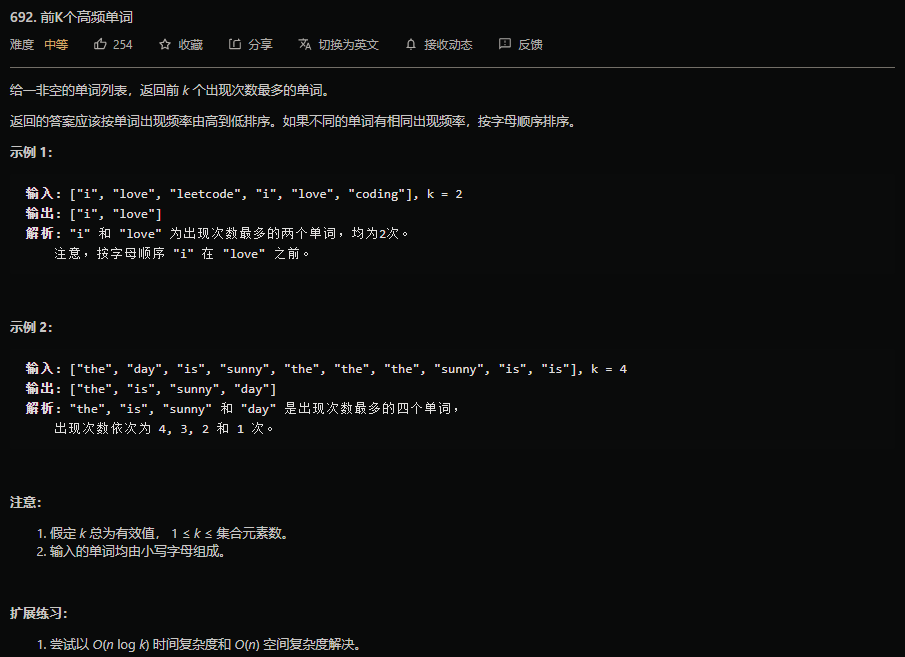 692. 前K个高频单词
难度 中等 254 收藏 分享 切换为英文 接收动态 反馈
给一非空的单词列表，返回前 k 个出现次数最多的单词。
返回的答案应该按单词出现频率由高到低排序。如果不同的单词有相同出现频率，按字母顺序排序。
示例 1：
输入: ["i", "love", "leetcode", "i", "love", "coding"], k = 2
输出: ["i", "love"]
解析: "i" 和 "love" 为出现次数最多的两个单词，均为2次。
注意，按字母顺序 "i" 在 "love" 之前。
示例 2：
输入: ["the", "day", "is", "sunny", "the", "the", "the", "sunny", "is", "is"], k = 4
输出: ["the", "is", "sunny", "day"]
解析: "the", "is", "sunny" 和 "day" 是出现次数最多的四个单词，
出现次数依次为 4, 3, 2 和 1 次。
注意：
1. 假定 k 总为有效值， 1 ≤ k ≤ 集合元素数。
2. 输入的单词均由小写字母组成。
扩展练习：
1. 尝试以 O(n log k) 时间复杂度和 O(n) 空间复杂度解决。